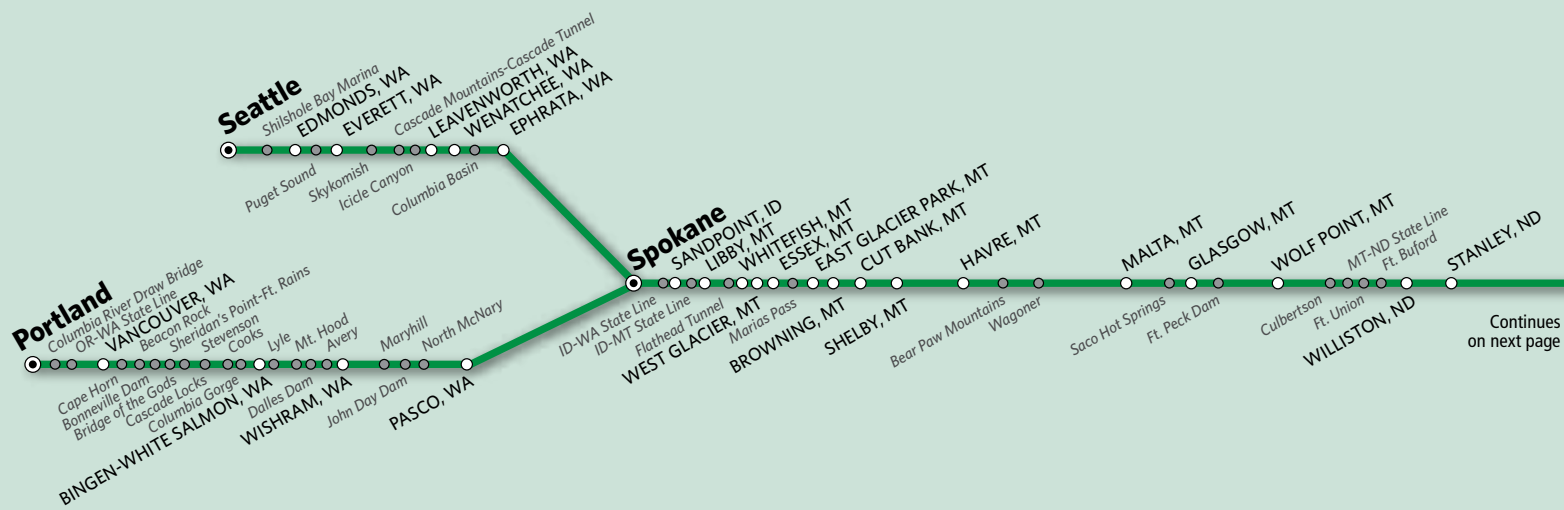 Seattle
Shilshole Bay Marina
EDMONDS, WA
Puget Sound
EVERETT, WA
Skykomish
Cascade Mountains-Cascade Tunnel
Icicle Canyon
LEAVENWORTH, WA
WENATCHEE, WA
Columbia Basin
EPHRATA, WA
Portland
Columbia River Draw Bridge
OR-WA State Line
VANCOUVER, WA
Cape Horn
Beacon Rock
Bonneville Dam
Sheridan's Point-Ft. Rains
Bridge of the Gods
Stevenson
Cascade Locks
Cooks
Columbia Gorge
BINGEN-WHITE SALMON, WA
Lyle
Mt. Hood
Dalles Dam
Avery
WISHRAM, WA
Maryhill
John Day Dam
North McNary
PASCO, WA
Spokane
ID-WA State Line
SANDPOINT, ID
ID-MT State Line
LIBBY, MT
Flathead Tunnel
WHITEFISH, MT
WEST GLACIER, MT
ESSEX, MT
Marias Pass
EAST GLACIER PARK, MT
BROWNING, MT
CUT BANK, MT
SHELBY, MT
HAVRE, MT
Bear Paw Mountains
Wagoner
MALTA, MT
Saco Hot Springs
GLASGOW, MT
Ft. Peck Dam
WOLF POINT, MT
Culbertson
MT-ND State Line
Ft. Union
Ft. Buford
WILLISTON, ND
STANLEY, ND
Continues
on next page